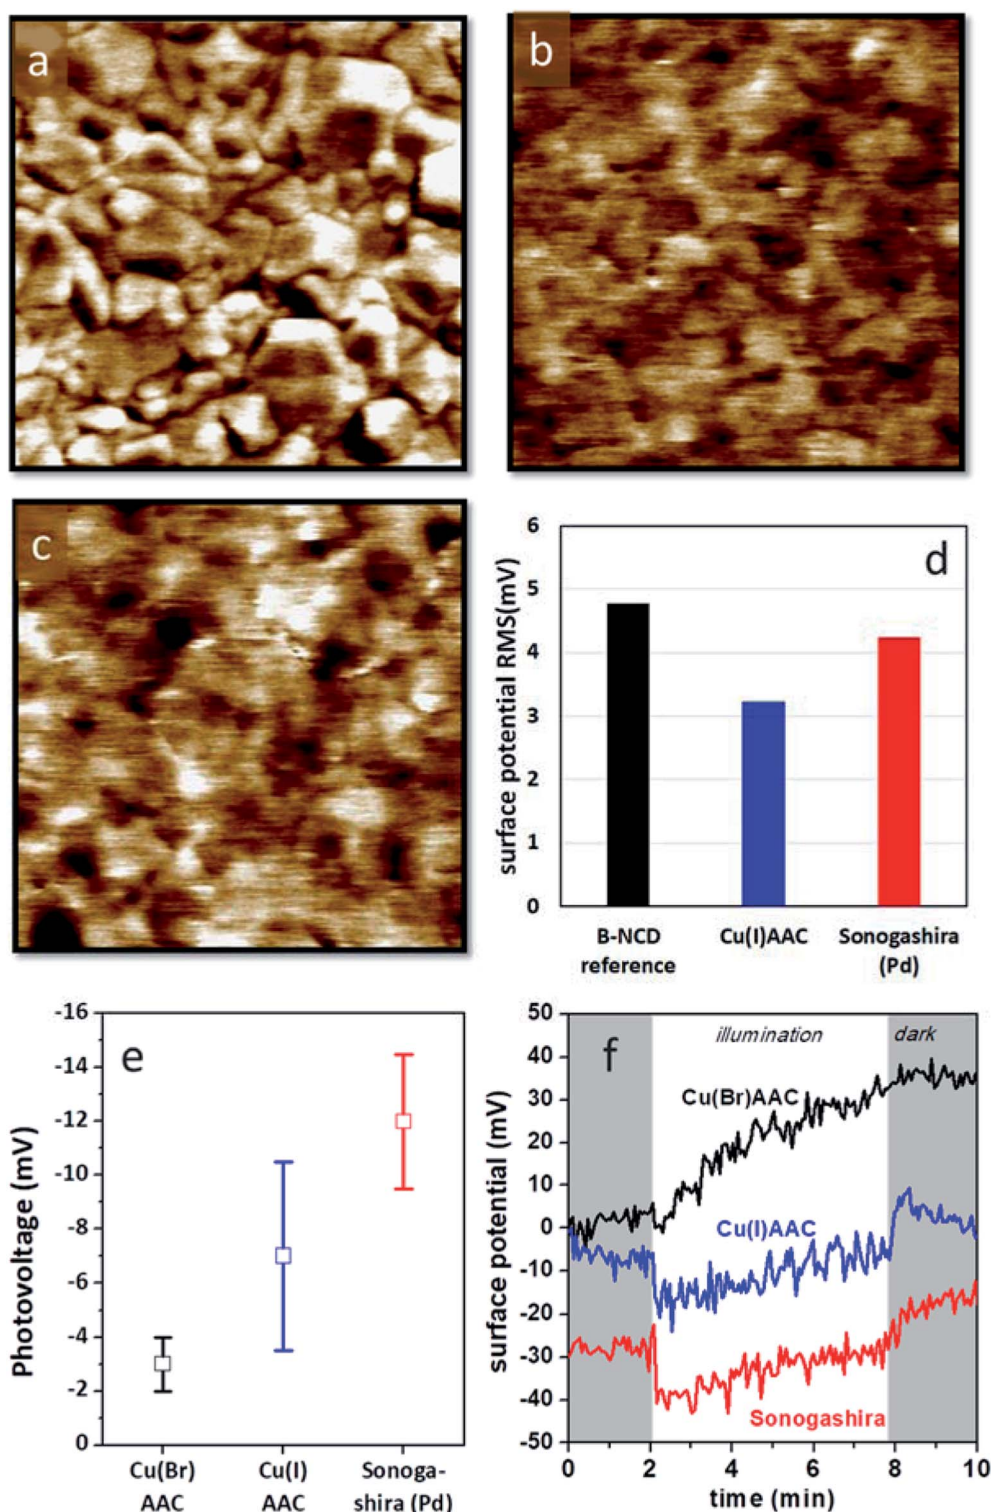 a
b
c
d
surface potential RMS(mV)
6
5
4
3
2
1
0
B-NCD
reference
Cu(I)AAC
Sonogashira
(Pd)
e
Photovoltage (mV)
-16
-14
-12
-10
-8
-6
-4
-2
0
Cu(Br)
AAC
Cu(I)
AAC
Sonoga-
shira (Pd)
f
illumination
dark
surface potential (mV)
50
40
30
20
10
0
-10
-20
-30
-40
-50
Cu(Br)AAC
Cu(I)AAC
Sonogashira
0 2 4 6 8 10
time (min)